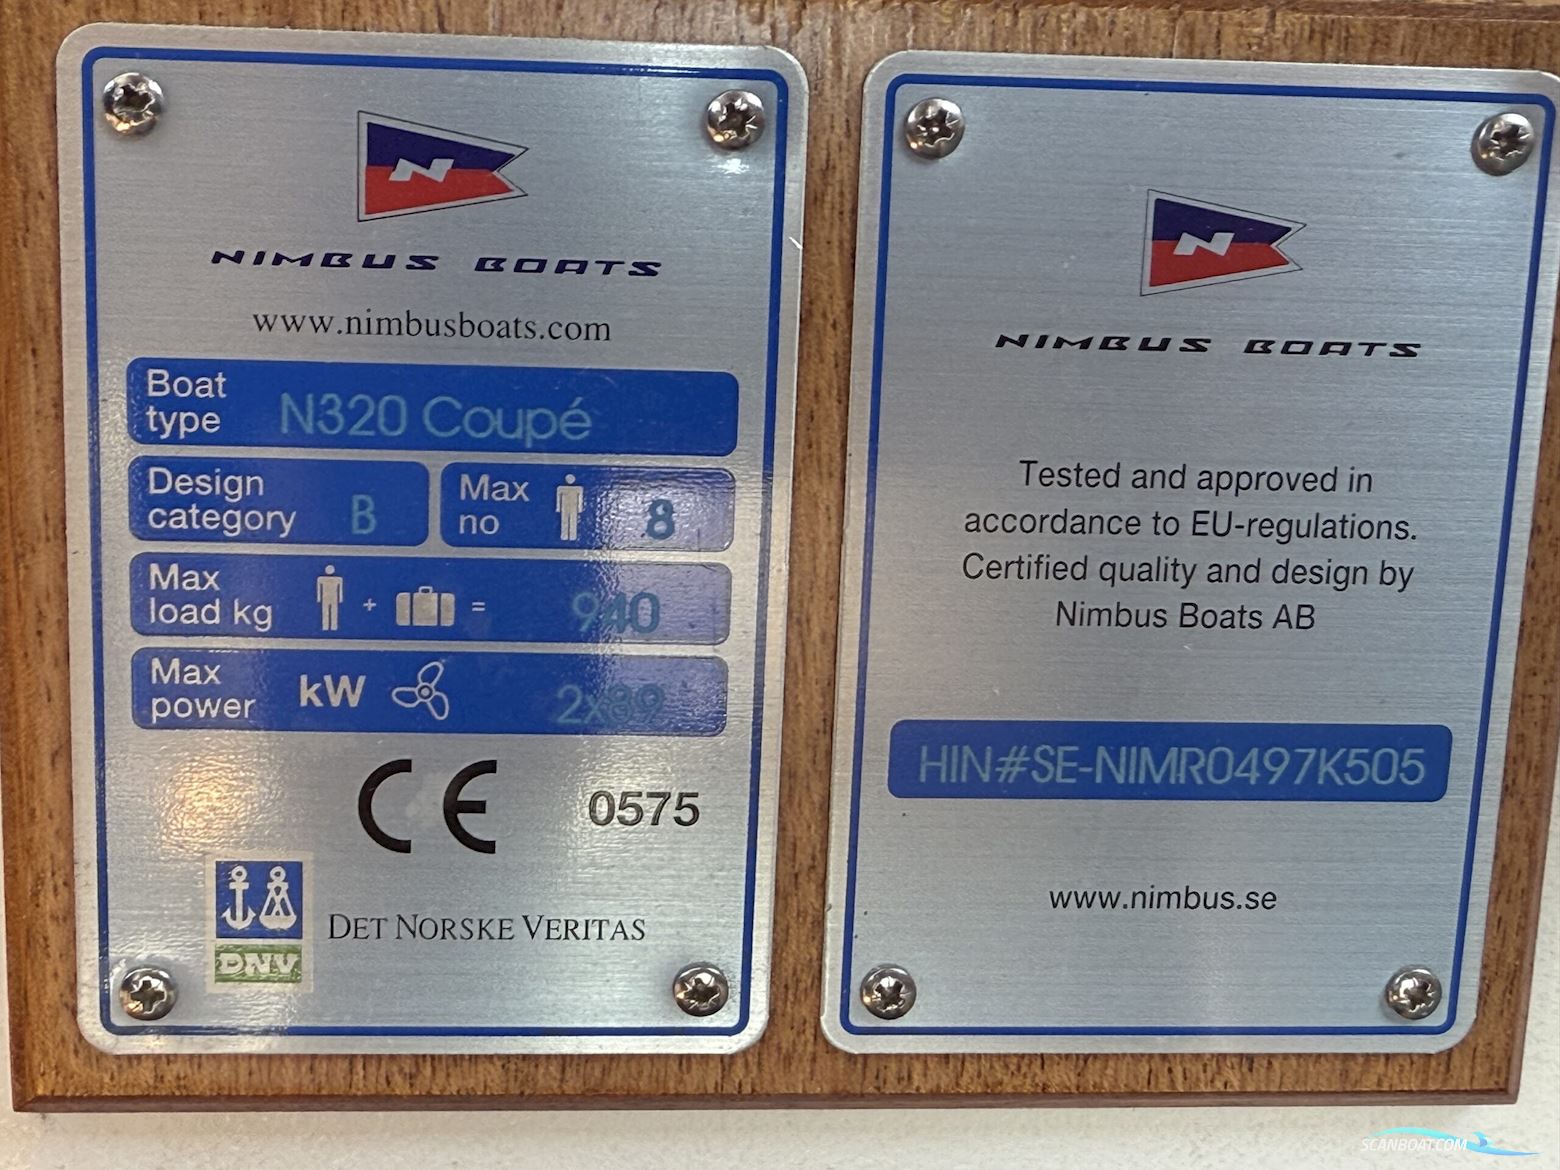 N
NIMBUS BOATS
www.nimbusboats.com
Boat
type N320 Coupé
Design
category B
Max
no 8
Max
load kg + = 940
Max
power kW 2x89
CE 0575
DET NORSKE VERITAS
DNV
N
NIMBUS BOATS
Tested and approved in
accordance to EU-regulations.
Certified quality and design by
Nimbus Boats AB
HIN#SE-NIMR0497K505
www.nimbus.se
SCANBOAT.COM